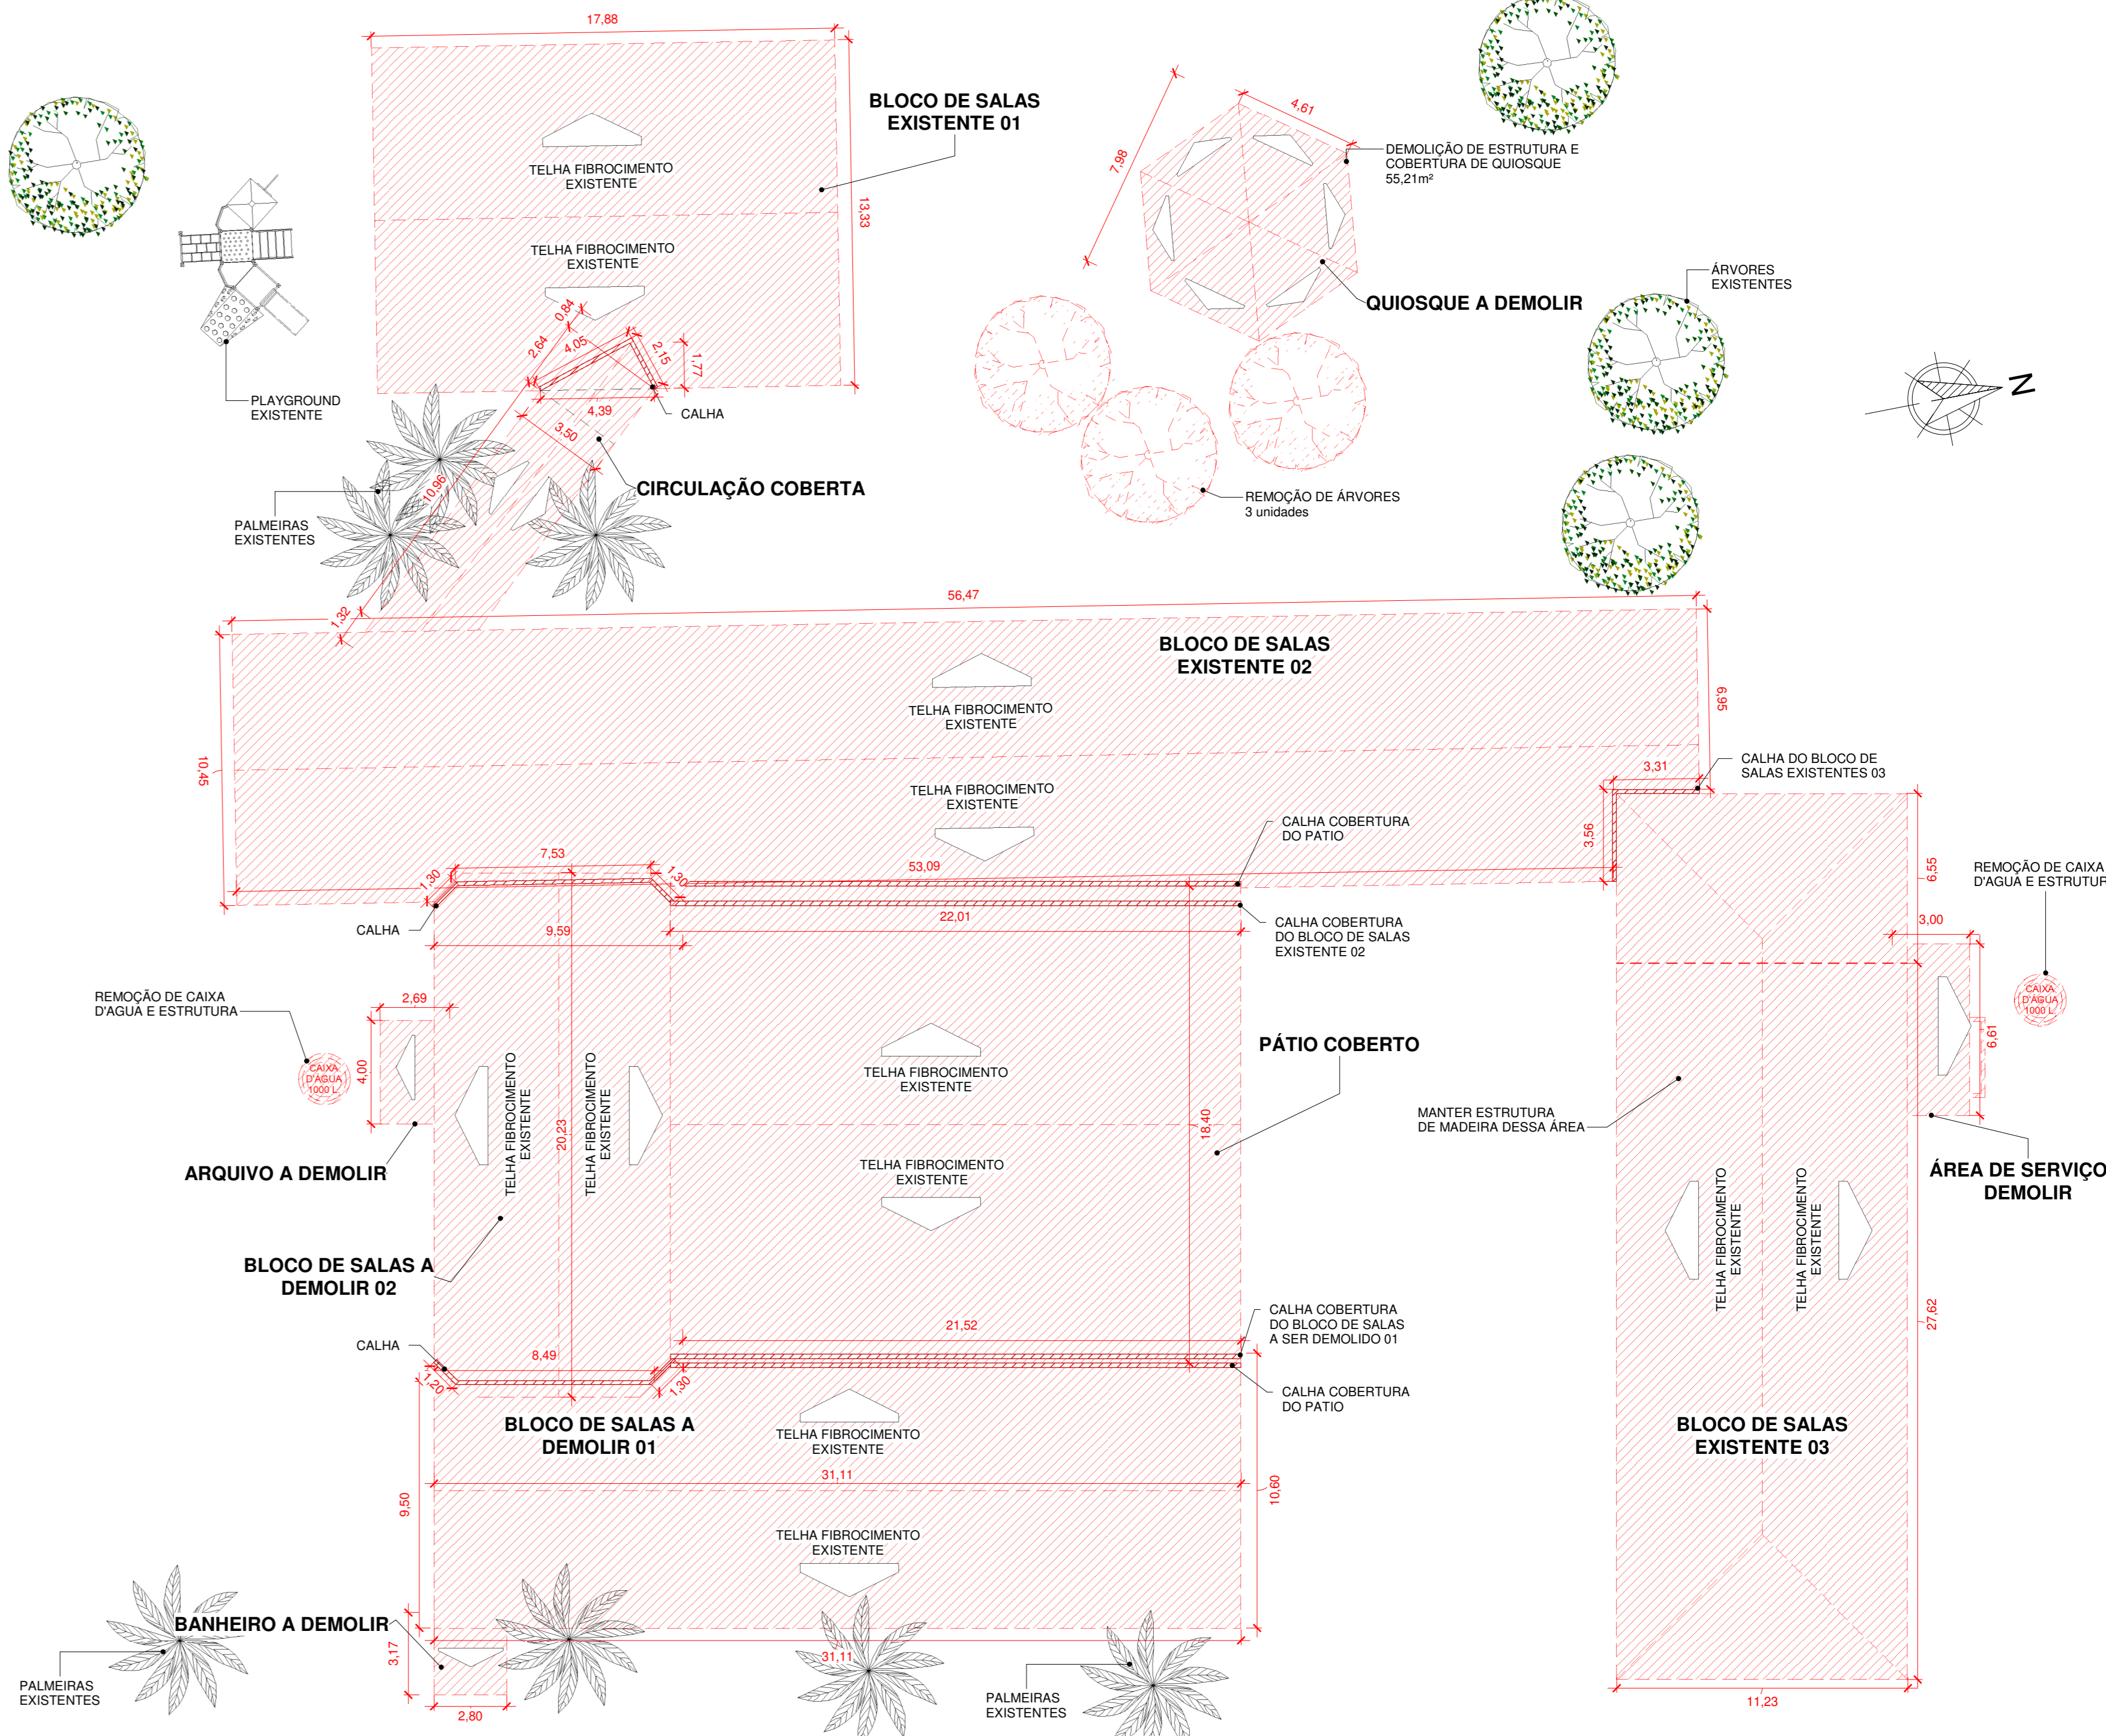 17,88
BLOCO DE SALAS
EXISTENTE 01
4,61
7,98
DEMOLIÇÃO DE ESTRUTURA E
COBERTURA DE QUIOSQUE
55,21m²
TELHA FIBROCIMENTO
EXISTENTE
13,33
TELHA FIBROCIMENTO
EXISTENTE
ÁRVORES
EXISTENTES
QUIOSQUE A DEMOLIR
0,84
2,64
4,05
2,15
1,77
PLAYGROUND
EXISTENTE
4,39
CALHA
3,50
N
10,96
CIRCULAÇÃO COBERTA
REMOÇÃO DE ÁRVORES
3 unidades
PALMEIRAS
EXISTENTES
1,32
56,47
BLOCO DE SALAS
EXISTENTE 02
6,95
TELHA FIBROCIMENTO
EXISTENTE
10,45
CALHA DO BLOCO DE
SALAS EXISTENTES 03
3,31
TELHA FIBROCIMENTO
EXISTENTE
CALHA COBERTURA
DO PATIO
3,56
7,53
53,09
1,30
1,30
6,55
REMOÇÃO DE CAIXA
D'AGUA E ESTRUTUR
22,01
CALHA
9,59
CALHA COBERTURA
DO BLOCO DE SALAS
EXISTENTE 02
3,00
REMOÇÃO DE CAIXA
D'AGUA E ESTRUTURA
2,69
CAIXA
D'AGUA
1000 L.
6,61
PÁTIO COBERTO
4,00
CAIXA
D'AGUA
1000 L.
TELHA FIBROCIMENTO
EXISTENTE
TELHA FIBROCIMENTO
EXISTENTE
TELHA FIBROCIMENTO
EXISTENTE
20,23
18,40
MANTER ESTRUTURA
DE MADEIRA DESSA ÁREA
ARQUIVO A DEMOLIR
TELHA FIBROCIMENTO
EXISTENTE
ÁREA DE SERVIÇO
DEMOLIR
TELHA FIBROCIMENTO
EXISTENTE
TELHA FIBROCIMENTO
EXISTENTE
BLOCO DE SALAS A
DEMOLIR 02
21,52
CALHA COBERTURA
DO BLOCO DE SALAS
A SER DEMOLIDO 01
27,62
CALHA
8,49
1,20
1,30
CALHA COBERTURA
DO PATIO
BLOCO DE SALAS A
DEMOLIR 01
TELHA FIBROCIMENTO
EXISTENTE
BLOCO DE SALAS
EXISTENTE 03
31,11
9,50
10,60
TELHA FIBROCIMENTO
EXISTENTE
BANHEIRO A DEMOLIR
3,17
31,11
PALMEIRAS
EXISTENTES
2,80
PALMEIRAS
EXISTENTES
11,23